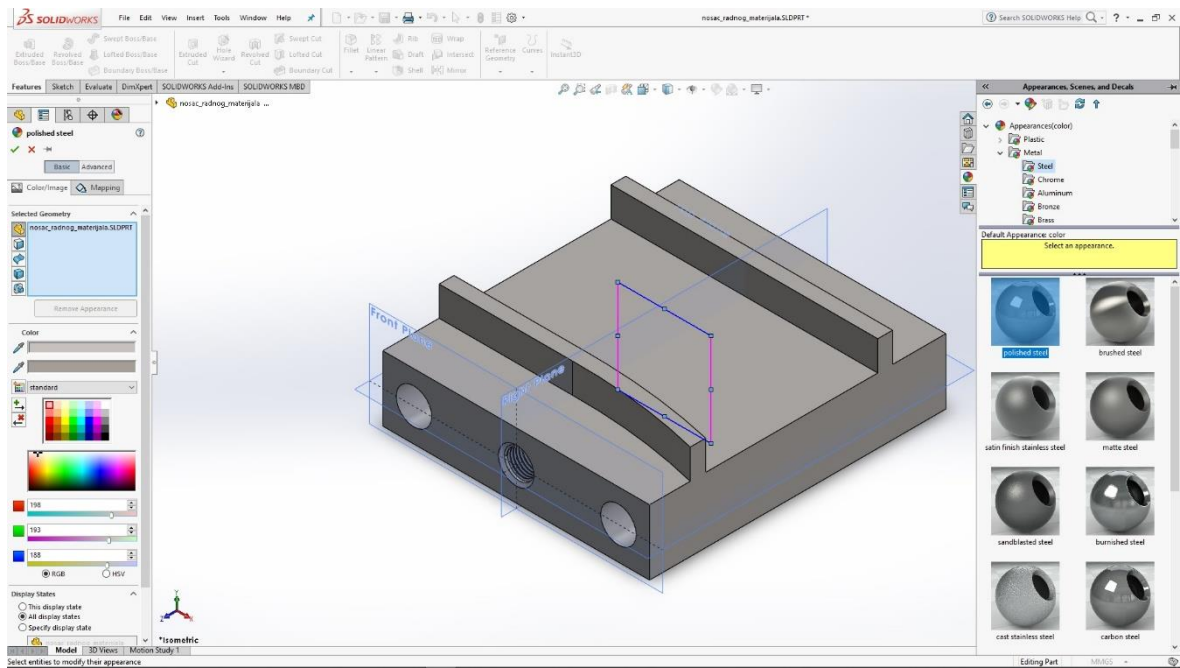 SOLIDWORKS File Edit View Insert Tools Window Help nosac_radnog_materijala.SLDPRT * Search SOLIDWORKS Help
Extruded Boss/Base
Revolved Boss/Base
Swept Boss/Base
Lofted Boss/Base
Boundary Boss/Base
Extruded Cut
Hole Wizard
Revolved Cut
Swept Cut
Lofted Cut
Boundary Cut
Fillet
Linear Pattern
Rib
Draft
Shell
Wrap
Intersect
Mirror
Reference Geometry
Curves
Instant3D
Features Sketch Evaluate DimXpert SOLIDWORKS Add-Ins SOLIDWORKS MBD
nosac_radnog_materijala ...
polished steel
Basic Advanced
Color/Image Mapping
Selected Geometry
nosac_radnog_materijala.SLDPRT
Remove Appearance
Color
standard
198
193
188
RGB HSV
Display States
This display state
All display states
Specify display state
nosac_radnog_materijala
Front Plane
Right Plane
*Isometric
Appearances, Scenes, and Decals
Appearances(color)
Plastic
Metal
Steel
Chrome
Aluminum
Bronze
Brass
Default Appearance: color
Select an appearance.
polished steel brushed steel
satin finish stainless steel matte steel
sandblasted steel burnished steel
cast stainless steel carbon steel
Model 3D Views Motion Study 1
Select entities to modify their appearance Editing Part MMGS